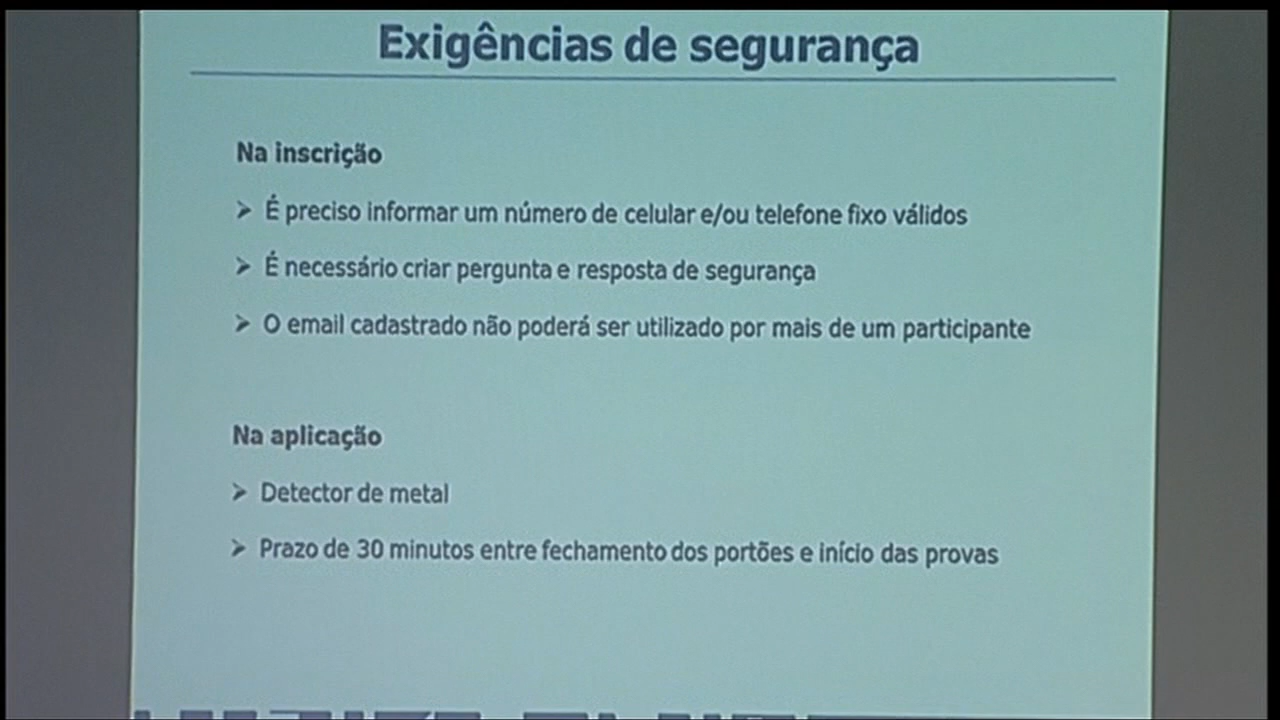 Exigências de segurança
Na inscrição
➢ É preciso informar um número de celular e/ou telefone fixo válidos
➢ É necessário criar pergunta e resposta de segurança
➢ O email cadastrado não poderá ser utilizado por mais de um participante
Na aplicação
➢ Detector de metal
➢ Prazo de 30 minutos entre fechamento dos portões e início das provas